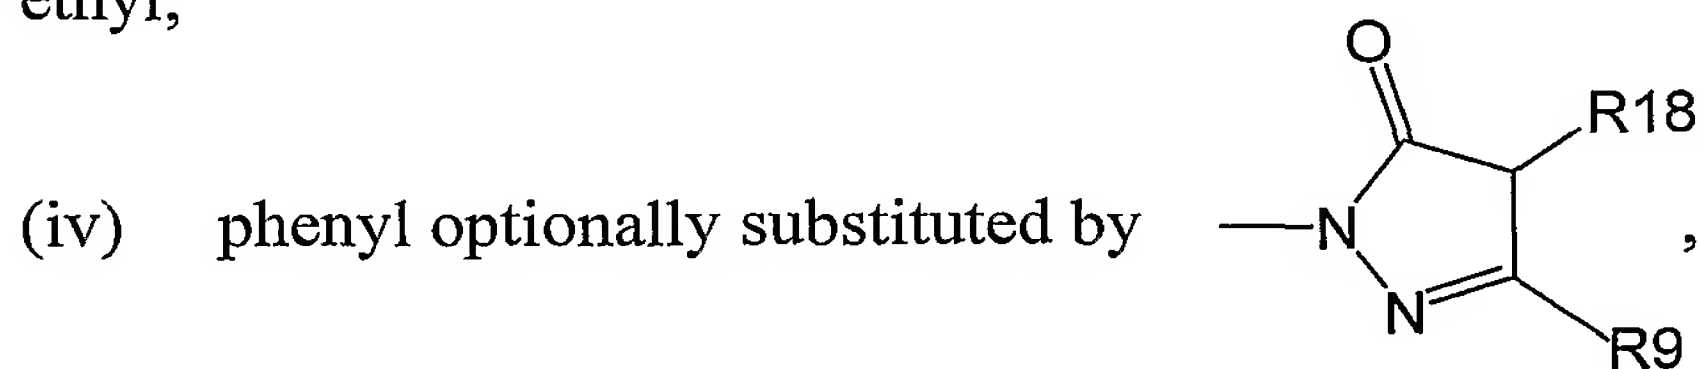 ethyl,
O
R18
(iv) phenyl optionally substituted by —N ,
N
R9